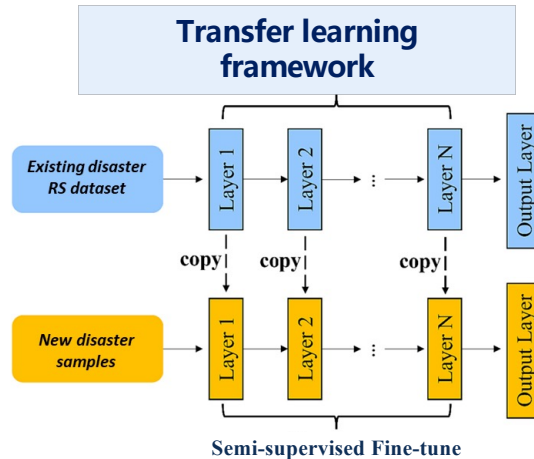 Transfer learning
framework
Existing disaster
RS dataset
Layer 1
Layer 2
...
Layer N
Output Layer
copy
copy
copy
New disaster
samples
Layer 1
Layer 2
...
Layer N
Output Layer
Semi-supervised Fine-tune